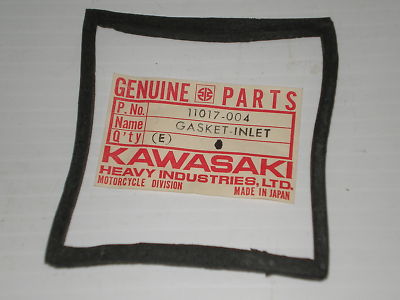 GENUINE PARTS
P. No. 11017-004
Name GASKET-INLET
Q'ty (E)
KAWASAKI
HEAVY INDUSTRIES, LTD.
MOTORCYCLE DIVISION MADE IN JAPAN